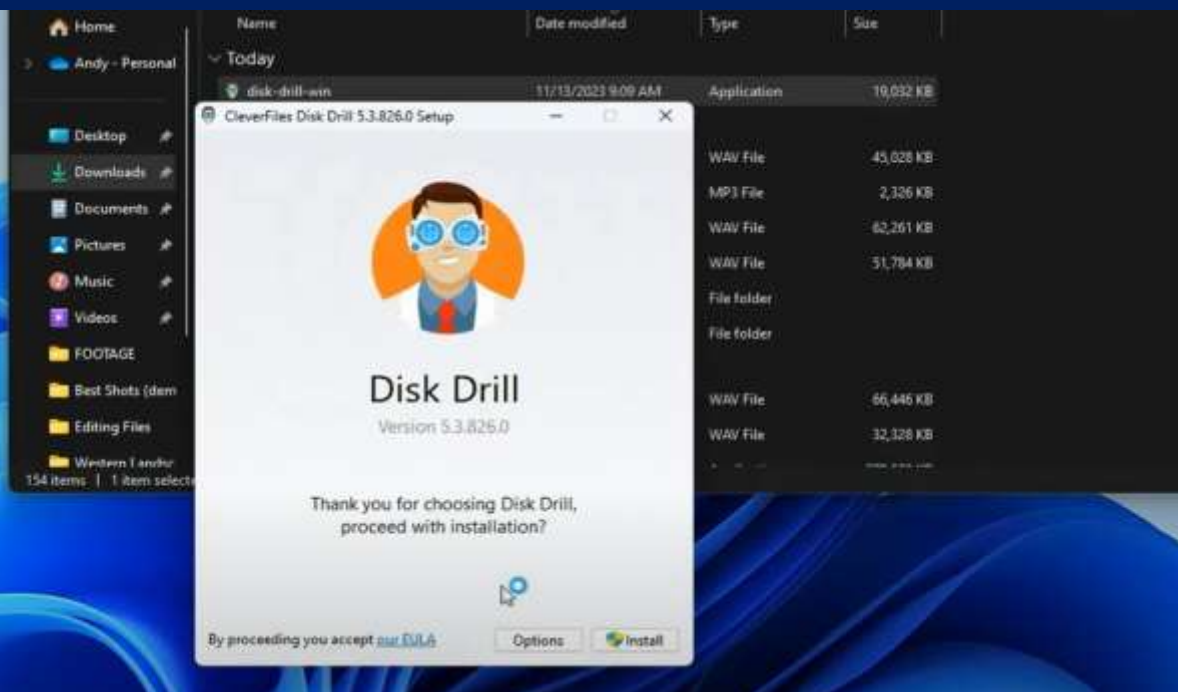 Home
Name Date modified Type Size
Andy - Personal
Today
disk-drill-win 11/13/2023 9:09 AM Application 19,032 KB
CleverFiles Disk Drill 5.3.826.0 Setup
Desktop
WAV File 45,028 KB
Downloads
MP3 File 2,326 KB
Documents
WAV File 62,261 KB
Pictures
WAV File 51,784 KB
Music
File folder
Videos
File folder
FOOTAGE
Disk Drill
Best Shots (dem
WAV File 66,446 KB
Version 5.3.826.0
Editing Files
WAV File 32,328 KB
Western
154 items | 1 item selecte
Thank you for choosing Disk Drill,
proceed with installation?
By proceeding you accept our EULA Options Install